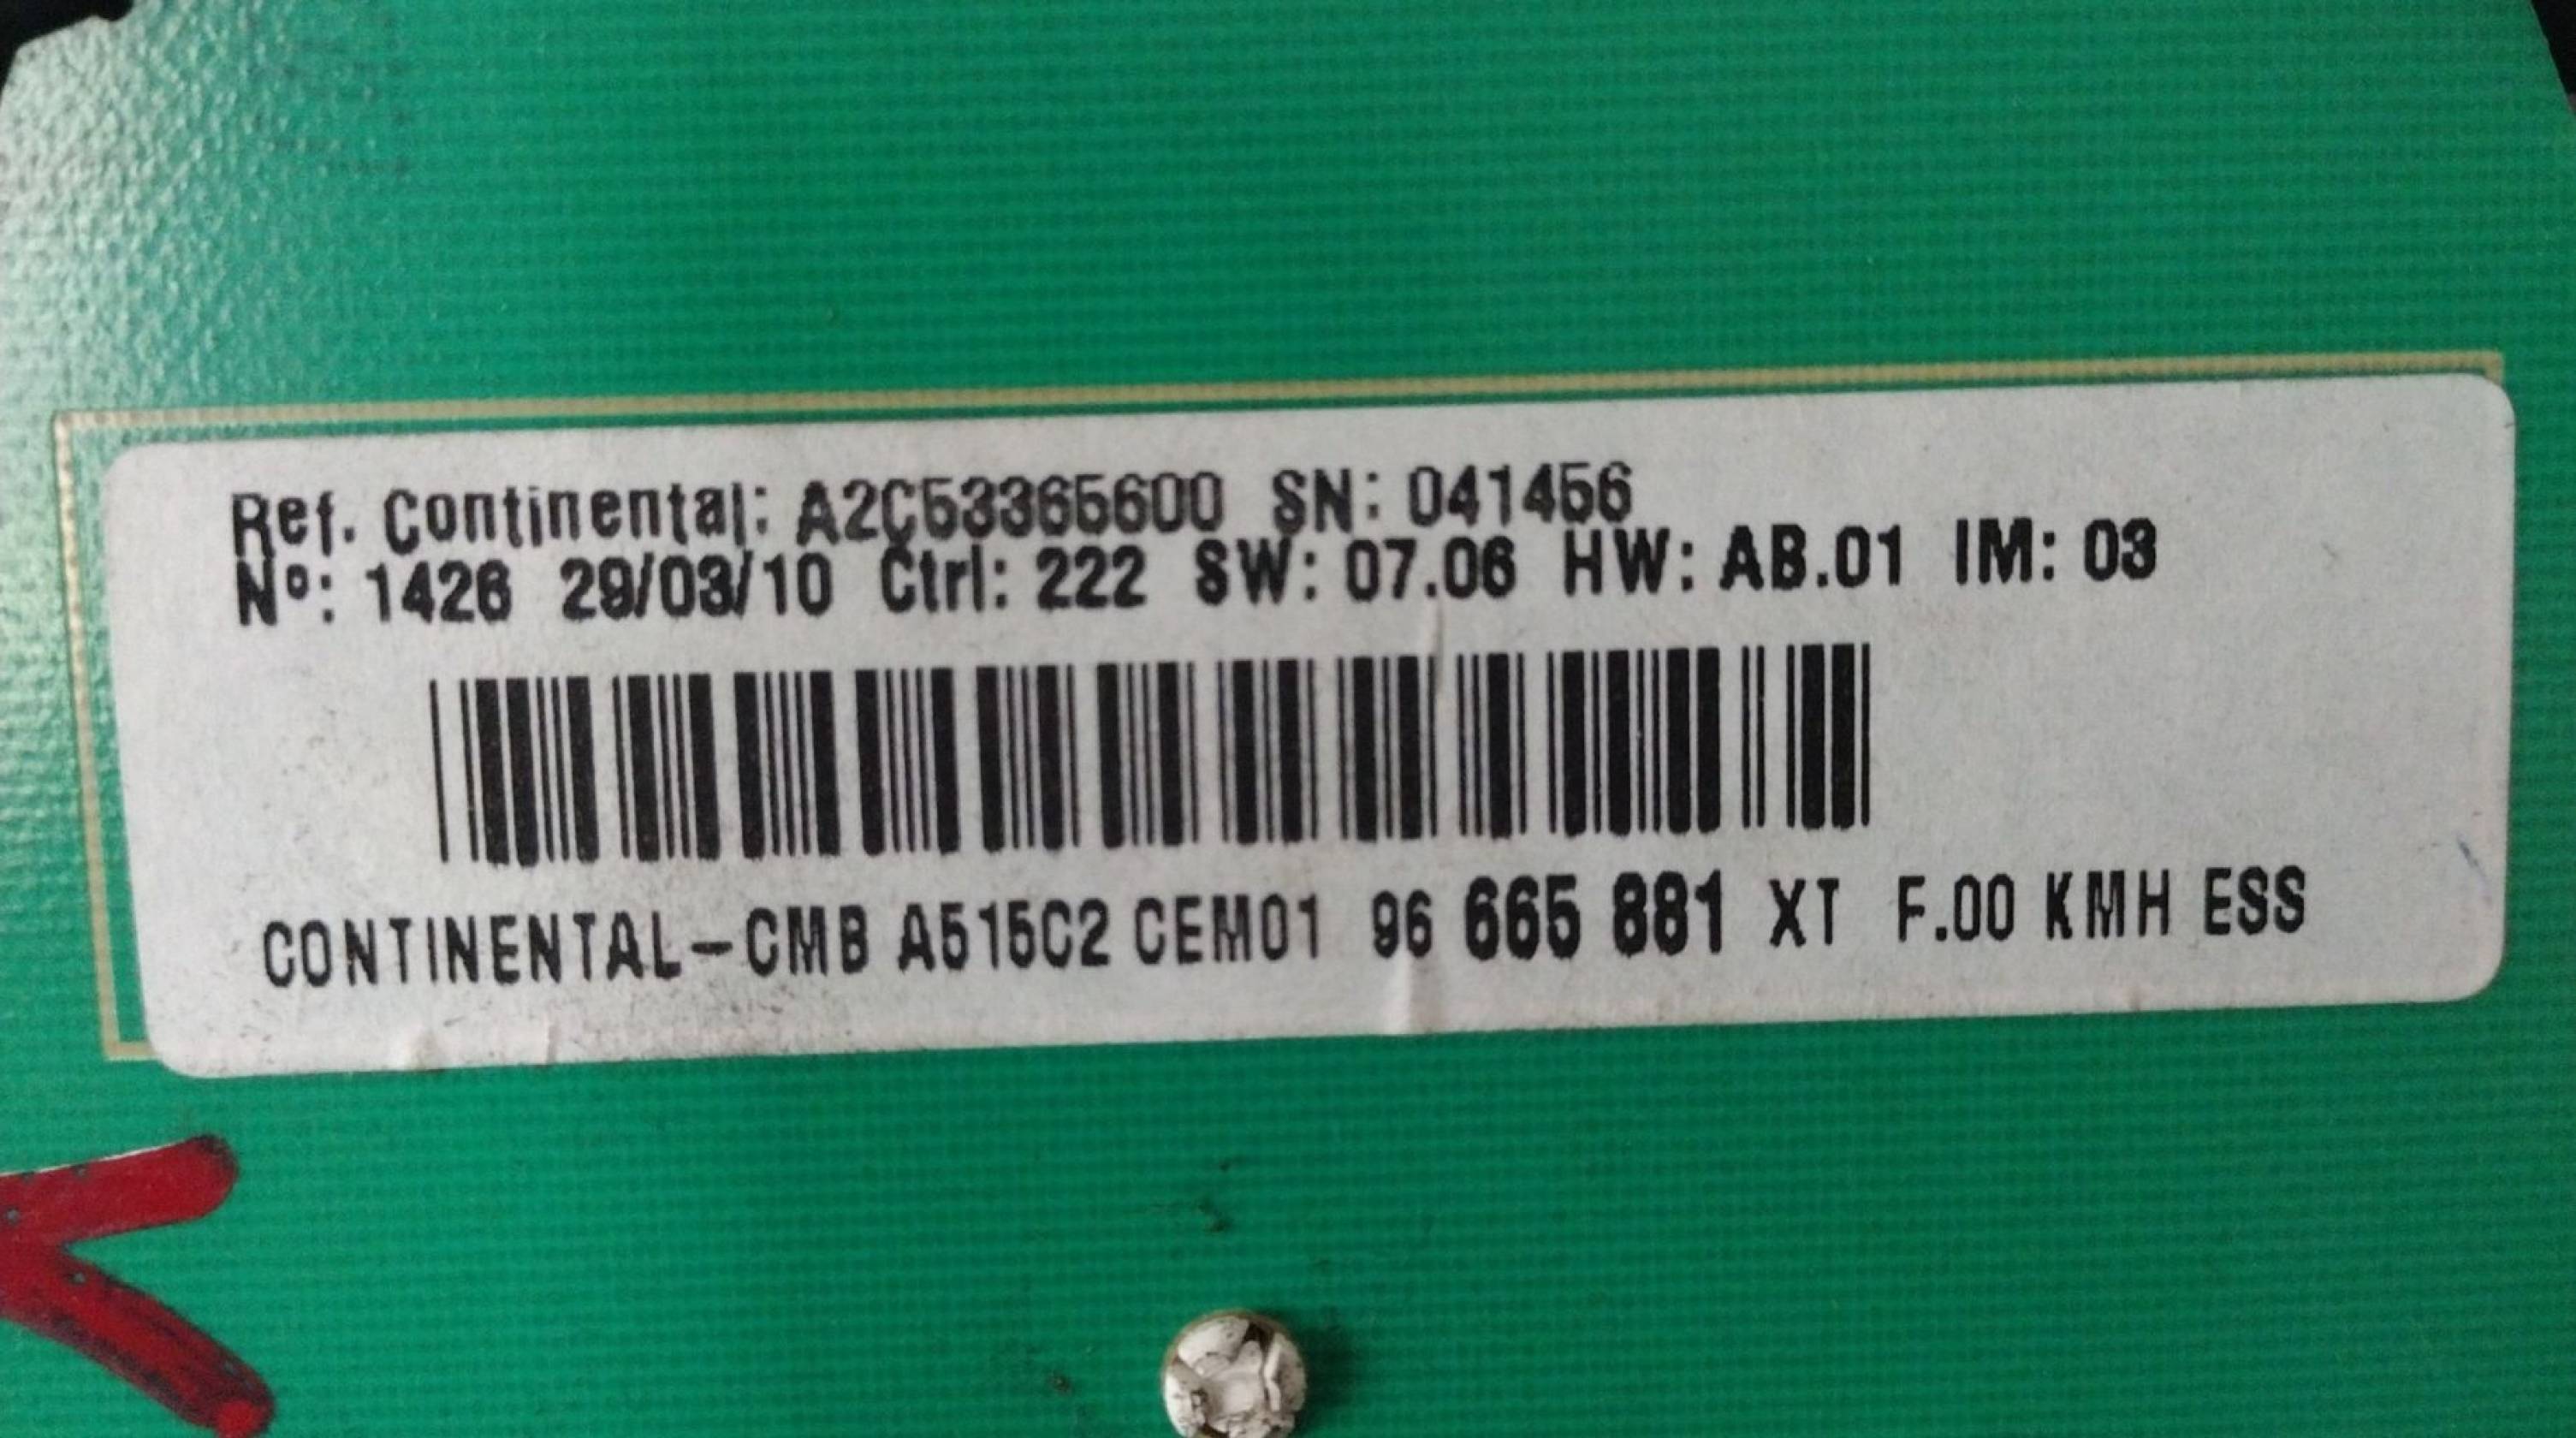 Ref. Continental: A2C53365600 SN: 041456
Nº: 1426 29/03/10 Ctrl: 222 SW: 07.06 HW: AB.01 IM: 03
CONTINENTAL-CMB A515C2 CEM01 96 665 881 XT F.00 KMH ESS